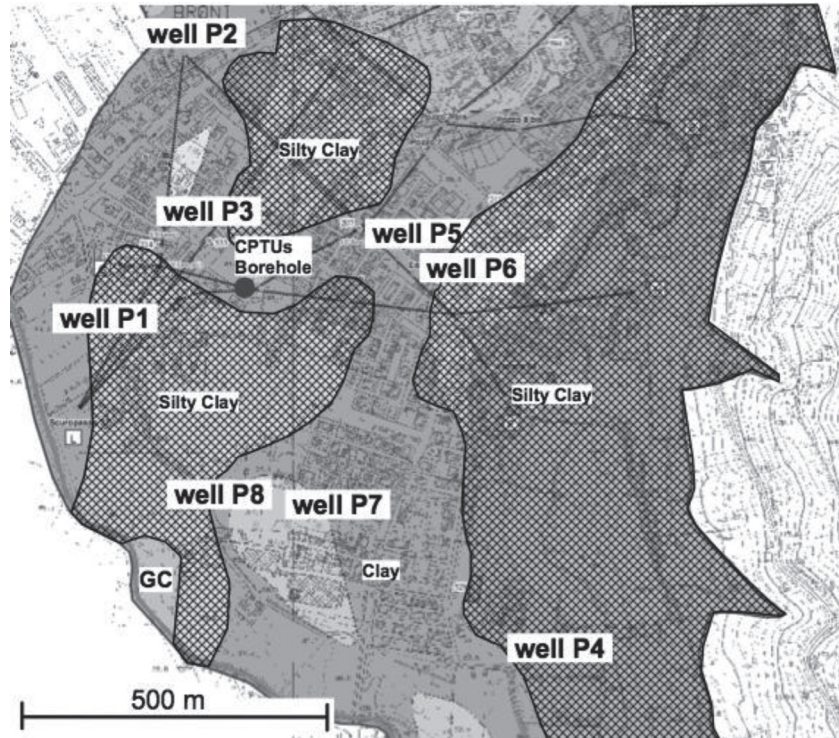 BRONI
well P2
Silty Clay
well P3
well P5
CPTUs
Borehole
well P6
well P1
Silty Clay
Silty Clay
well P8
well P7
GC
Clay
well P4
500 m